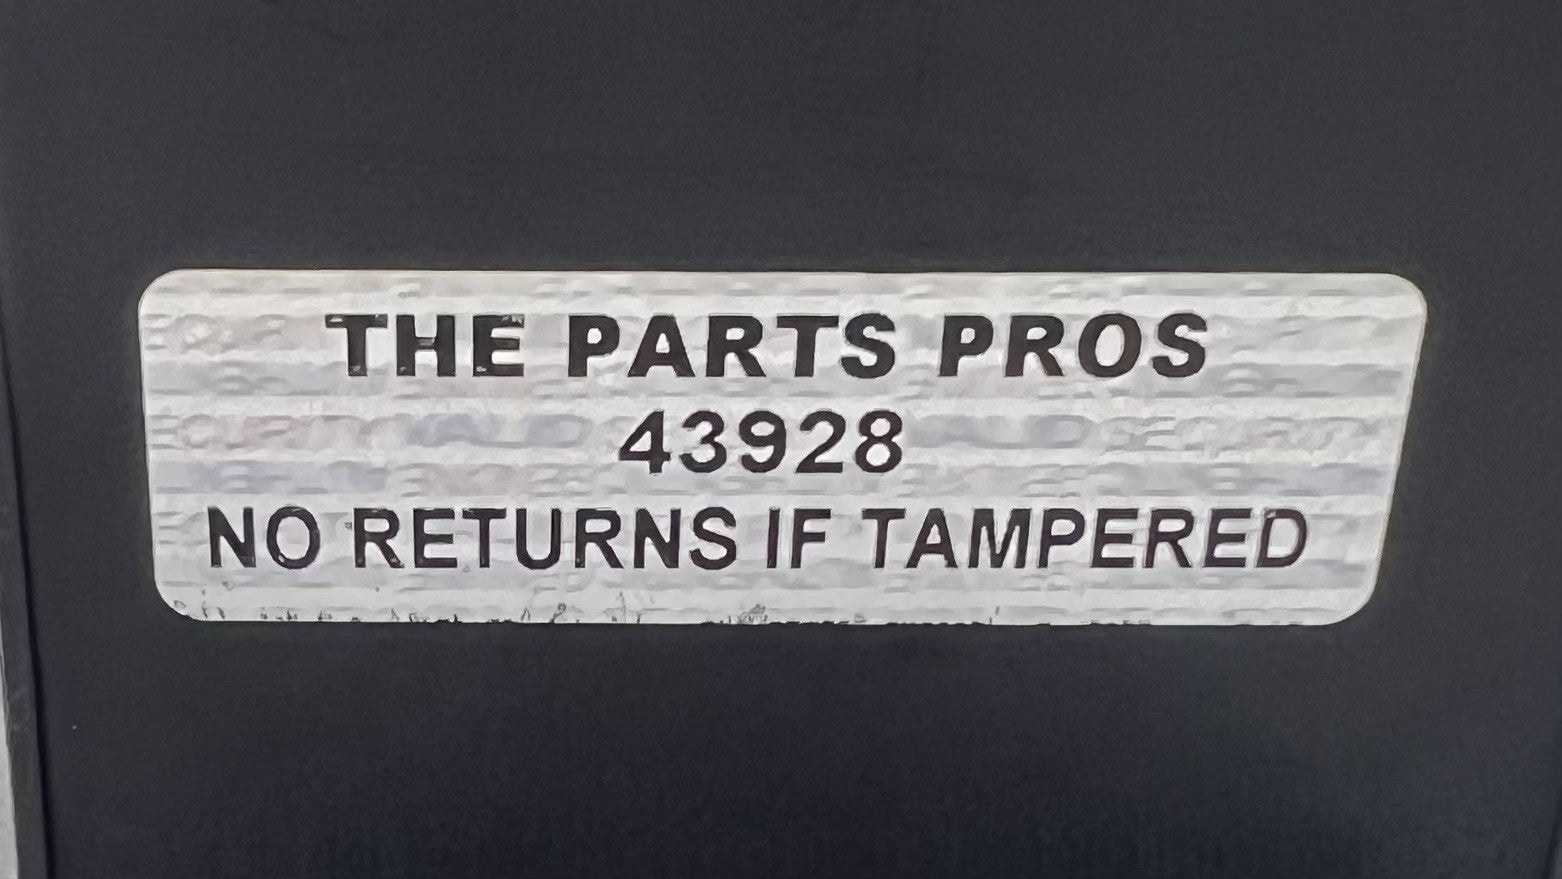 THE PARTS PROS
43928
NO RETURNS IF TAMPERED